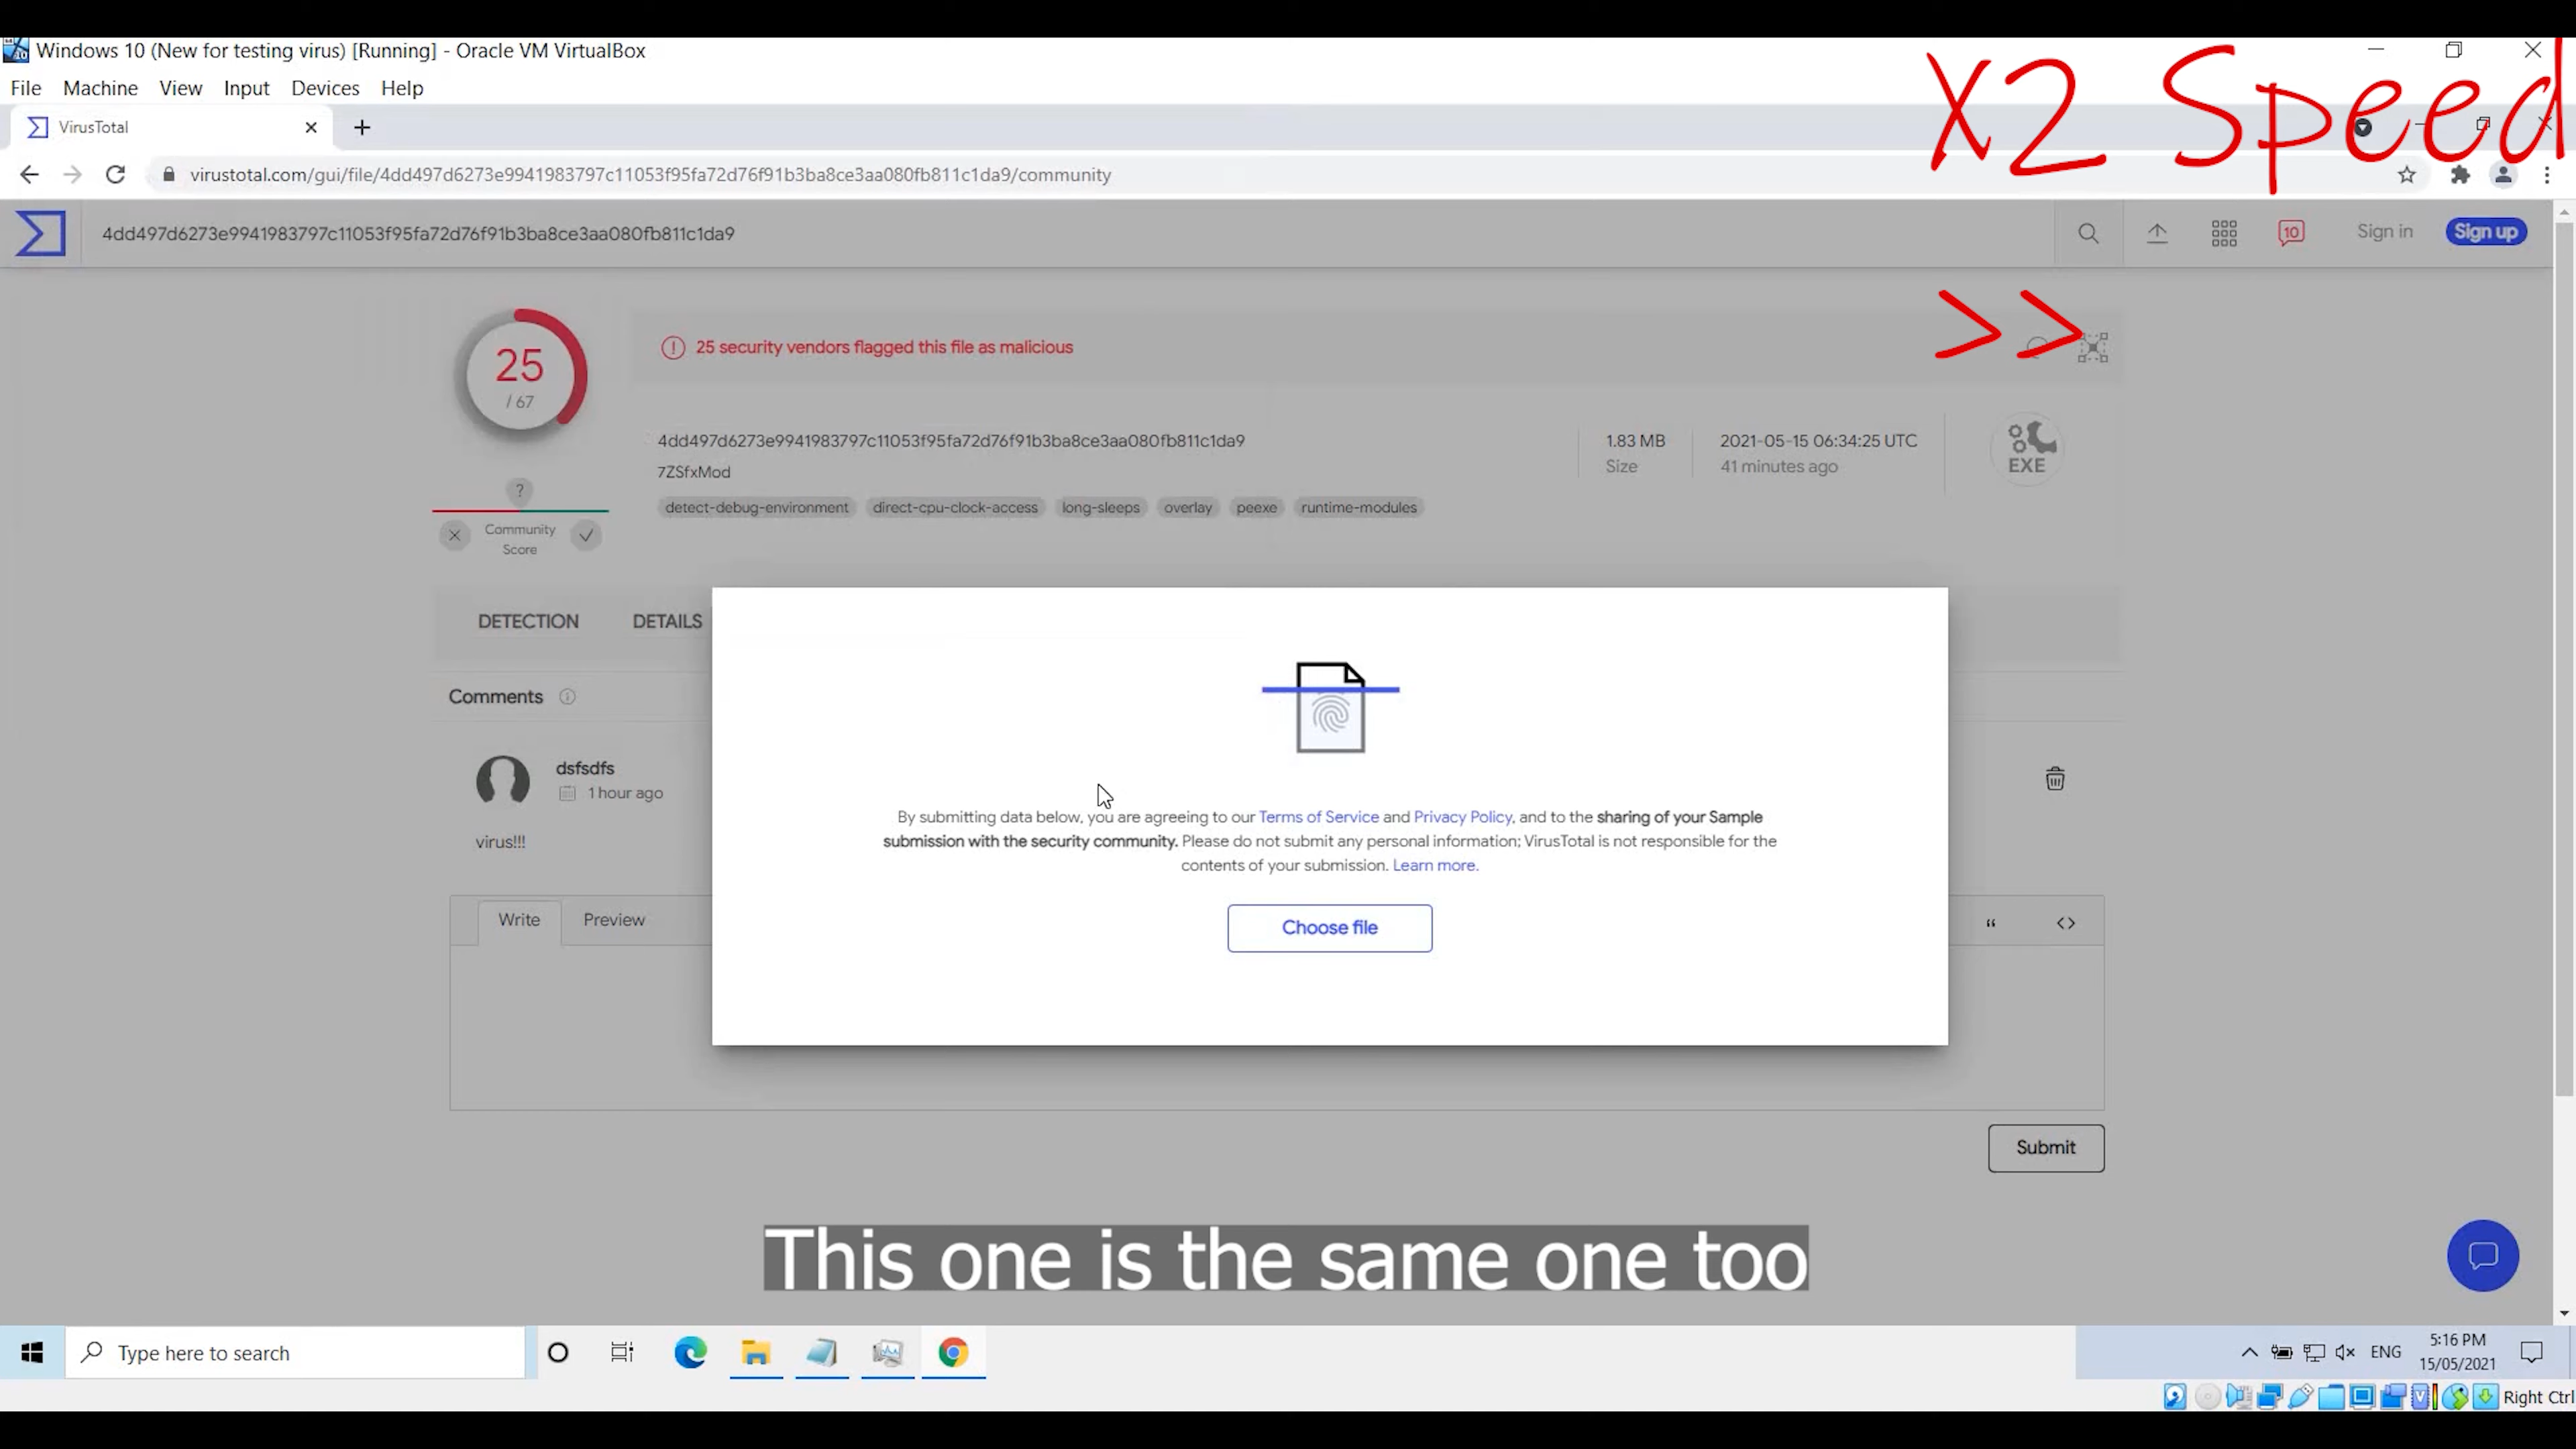 Windows 10 (New for testing virus) [Running] - Oracle VM VirtualBox
X2 Speed
File Machine View Input Devices Help
VirusTotal
virustotal.com/gui/file/4dd497d6273e9941983797c11053f95fa72d76f91b3ba8ce3aa080fb811c1da9/community
4dd497d6273e9941983797c11053f95fa72d76f91b3ba8ce3aa080fb811c1da9
10
Sign in
Sign up
>>
25
/ 67
25 security vendors flagged this file as malicious
4dd497d6273e9941983797c11053f95fa72d76f91b3ba8ce3aa080fb811c1da9
7ZSfxMod
1.83 MB
Size
2021-05-15 06:34:25 UTC
41 minutes ago
EXE
detect-debug-environment direct-cpu-clock-access long-sleeps overlay peexe runtime-modules
?
Community
Score
DETECTION DETAILS
Comments
dsfsdfs
1 hour ago
virus!!!
By submitting data below, you are agreeing to our Terms of Service and Privacy Policy, and to the sharing of your Sample
submission with the security community. Please do not submit any personal information; VirusTotal is not responsible for the
contents of your submission. Learn more.
Choose file
Write Preview
Submit
This one is the same one too
Type here to search
ENG
5:16 PM
15/05/2021
Right Ctrl